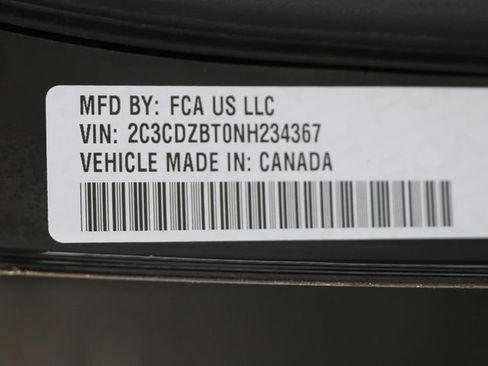 MFD BY: FCA US LLC
VIN: 2C3CDZBT0NH234367
VEHICLE MADE IN: CANADA